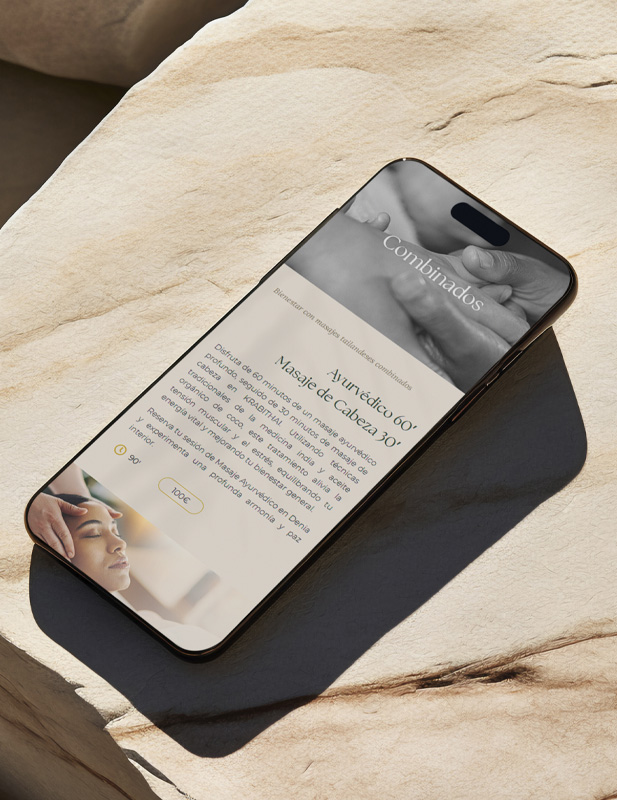 Combinados
Bienestar con masajes tailandeses combinados
Ayurvédico 60'
Masaje de Cabeza 30'
Disfruta de 60 minutos de un masaje ayurvédico
profundo, seguido de 30 minutos de masaje de
cabeza en KRABITHAI. Utilizando técnicas
tradicionales de la medicina india y aceite
orgánico de coco, este tratamiento alivia la
tensión muscular y el estrés, equilibrando tu
energía vital y mejorando tu bienestar general.
Reserva tu sesión de Masaje Ayurvédico en Denia
y experimenta una profunda armonía y paz
interior.
90'
100€